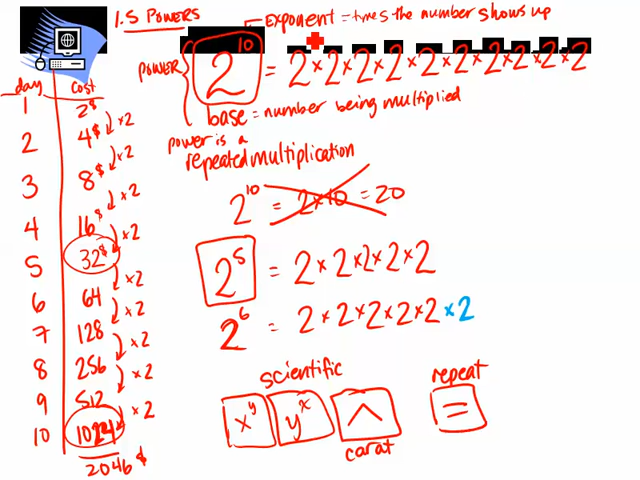 1.5 POWERS
EXPONENT = times the number shows up
POWER { 2^10 = 2 × 2 × 2 × 2 × 2 × 2 × 2 × 2 × 2 × 2
base = number being multiplied
power is a
repeated multiplication
2^10 = 2 × 10 = 20
2^5 = 2 × 2 × 2 × 2 × 2
2^6 = 2 × 2 × 2 × 2 × 2 × 2
scientific
repeat
x^y y^x ^ =
carat
day cost
1 2$
×2
2 4$
×2
3 8$
×2
4 16$
×2
5 32$
×2
6 64
×2
7 128
×2
8 256
×2
9 512
×2
10 1024
2046 $